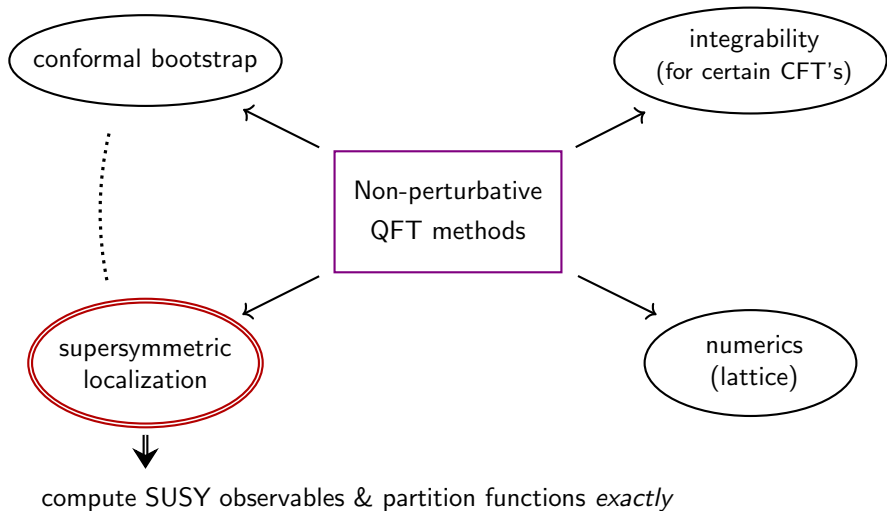 conformal bootstrap
integrability
(for certain CFT's)
Non-perturbative
QFT methods
supersymmetric
localization
numerics
(lattice)
compute SUSY observables & partition functions exactly